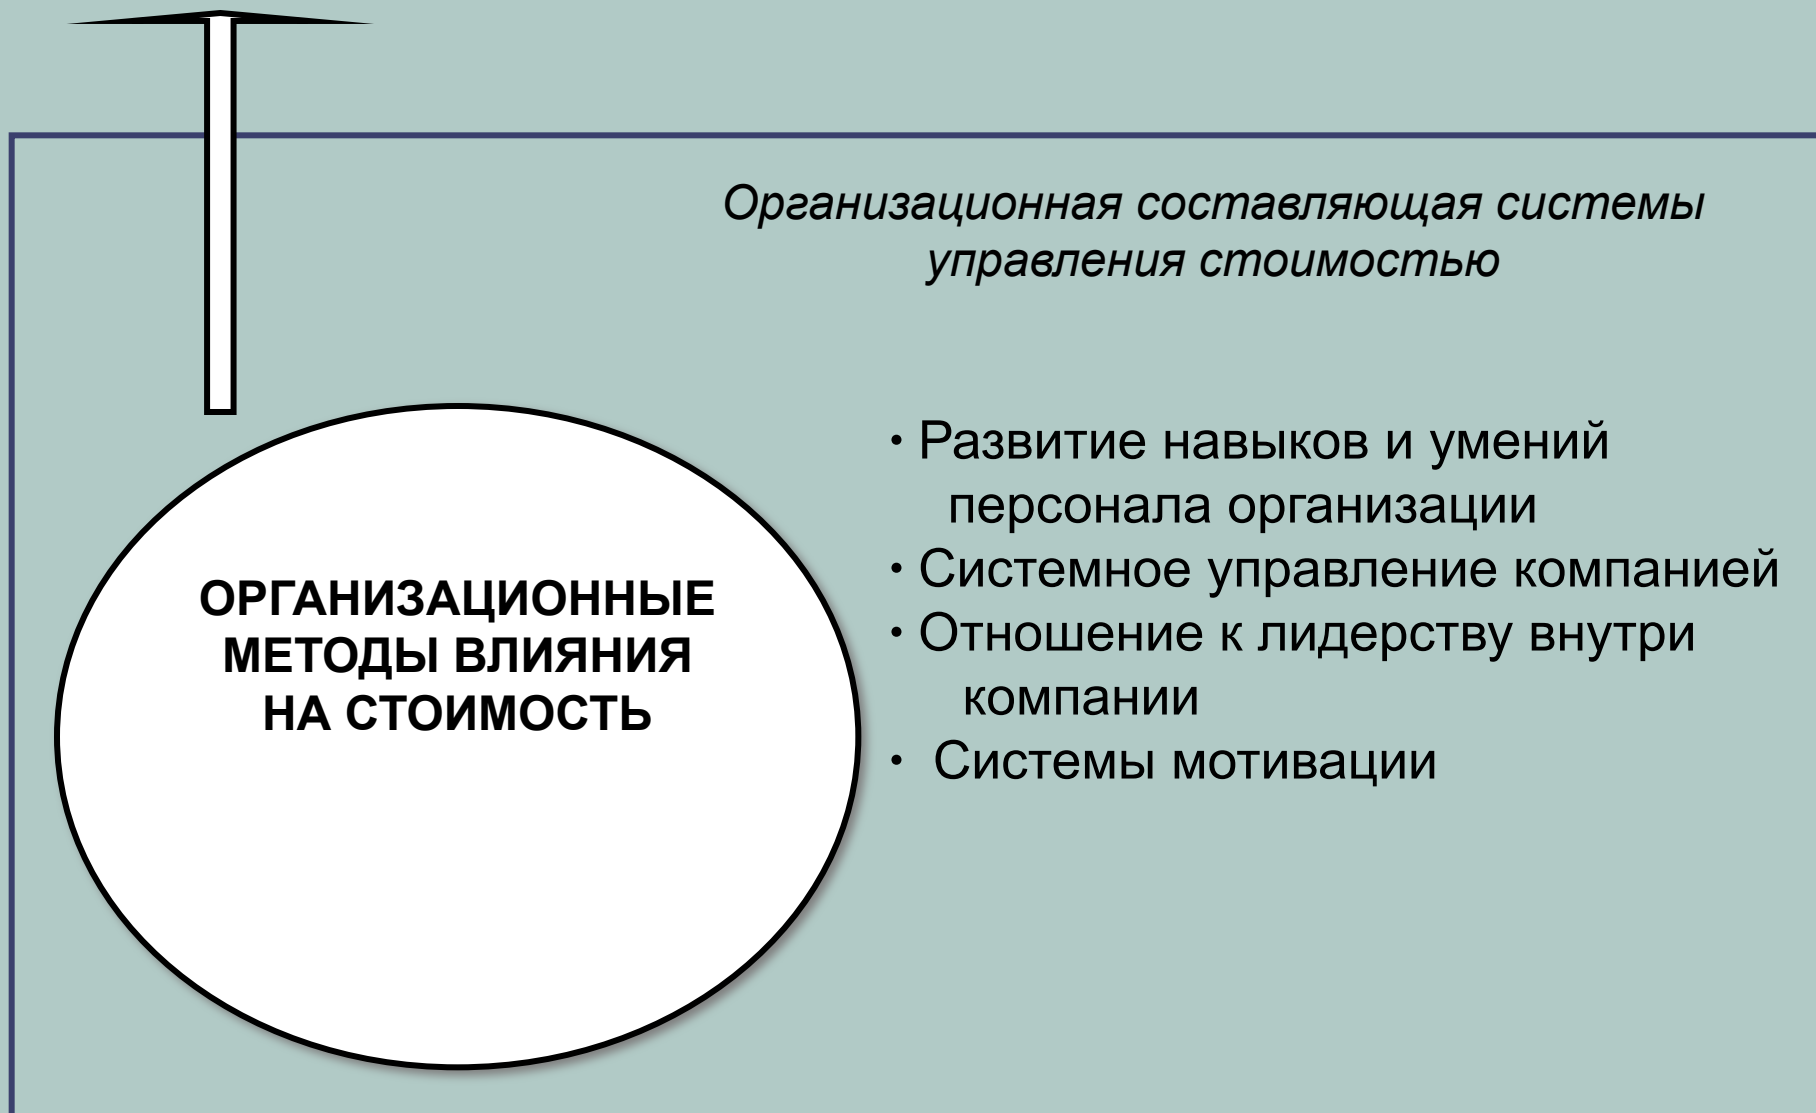 Организационная составляющая системы
управления стоимостью
ОРГАНИЗАЦИОННЫЕ
МЕТОДЫ ВЛИЯНИЯ
НА СТОИМОСТЬ
· Развитие навыков и умений
персонала организации
· Системное управление компанией
· Отношение к лидерству внутри
компании
· Системы мотивации